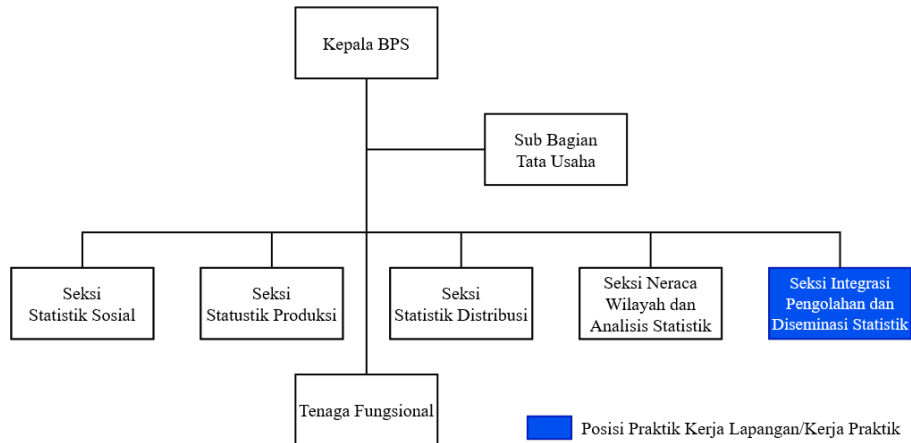 Kepala BPS
Sub Bagian
Tata Usaha
Seksi
Statistik Sosial
Seksi
Statustik Produksi
Seksi
Statistik Distribusi
Seksi Neraca
Wilayah dan
Analisis Statistik
Seksi Integrasi
Pengolahan dan
Diseminasi Statistik
Tenaga Fungsional
Posisi Praktik Kerja Lapangan/Kerja Praktik